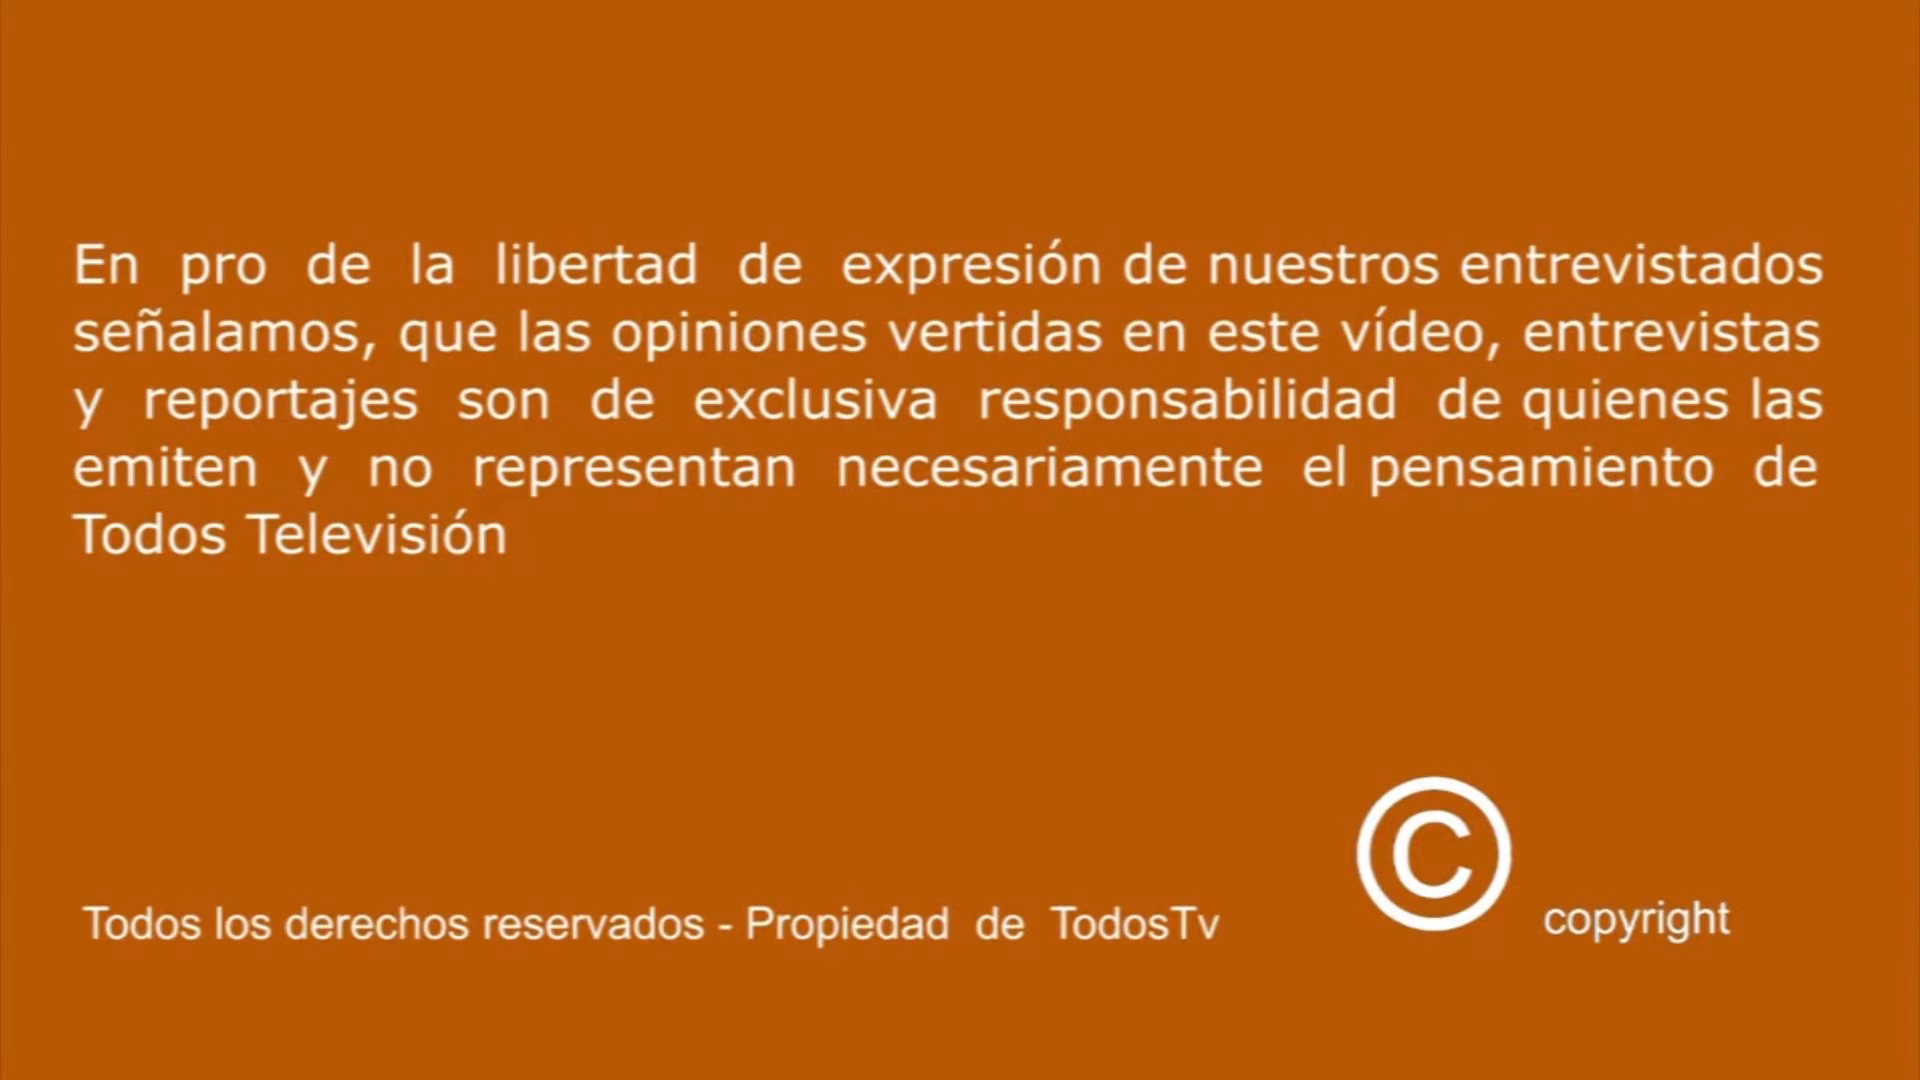 En pro de la libertad de expresión de nuestros entrevistados
señalamos, que las opiniones vertidas en este vídeo, entrevistas
y reportajes son de exclusiva responsabilidad de quienes las
emiten y no representan necesariamente el pensamiento de
Todos Televisión
Todos los derechos reservados - Propiedad de TodosTv
© copyright